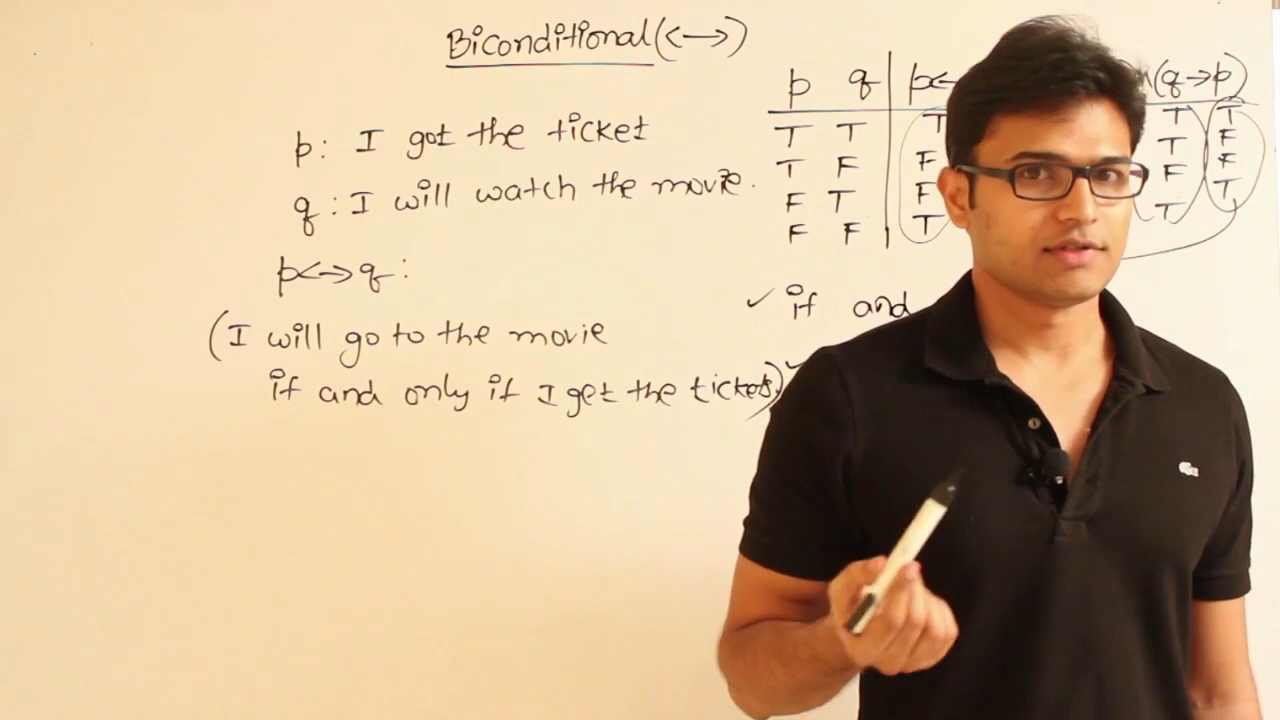 Biconditional(<->)
p: I got the ticket
q: I will watch the movie.
p<->q:
(I will go to the movie
if and only if I get the tickets.)
p q p<- (q→p)
T T T T T
T F F T F
F T F F F
F F T T T
✓ if and